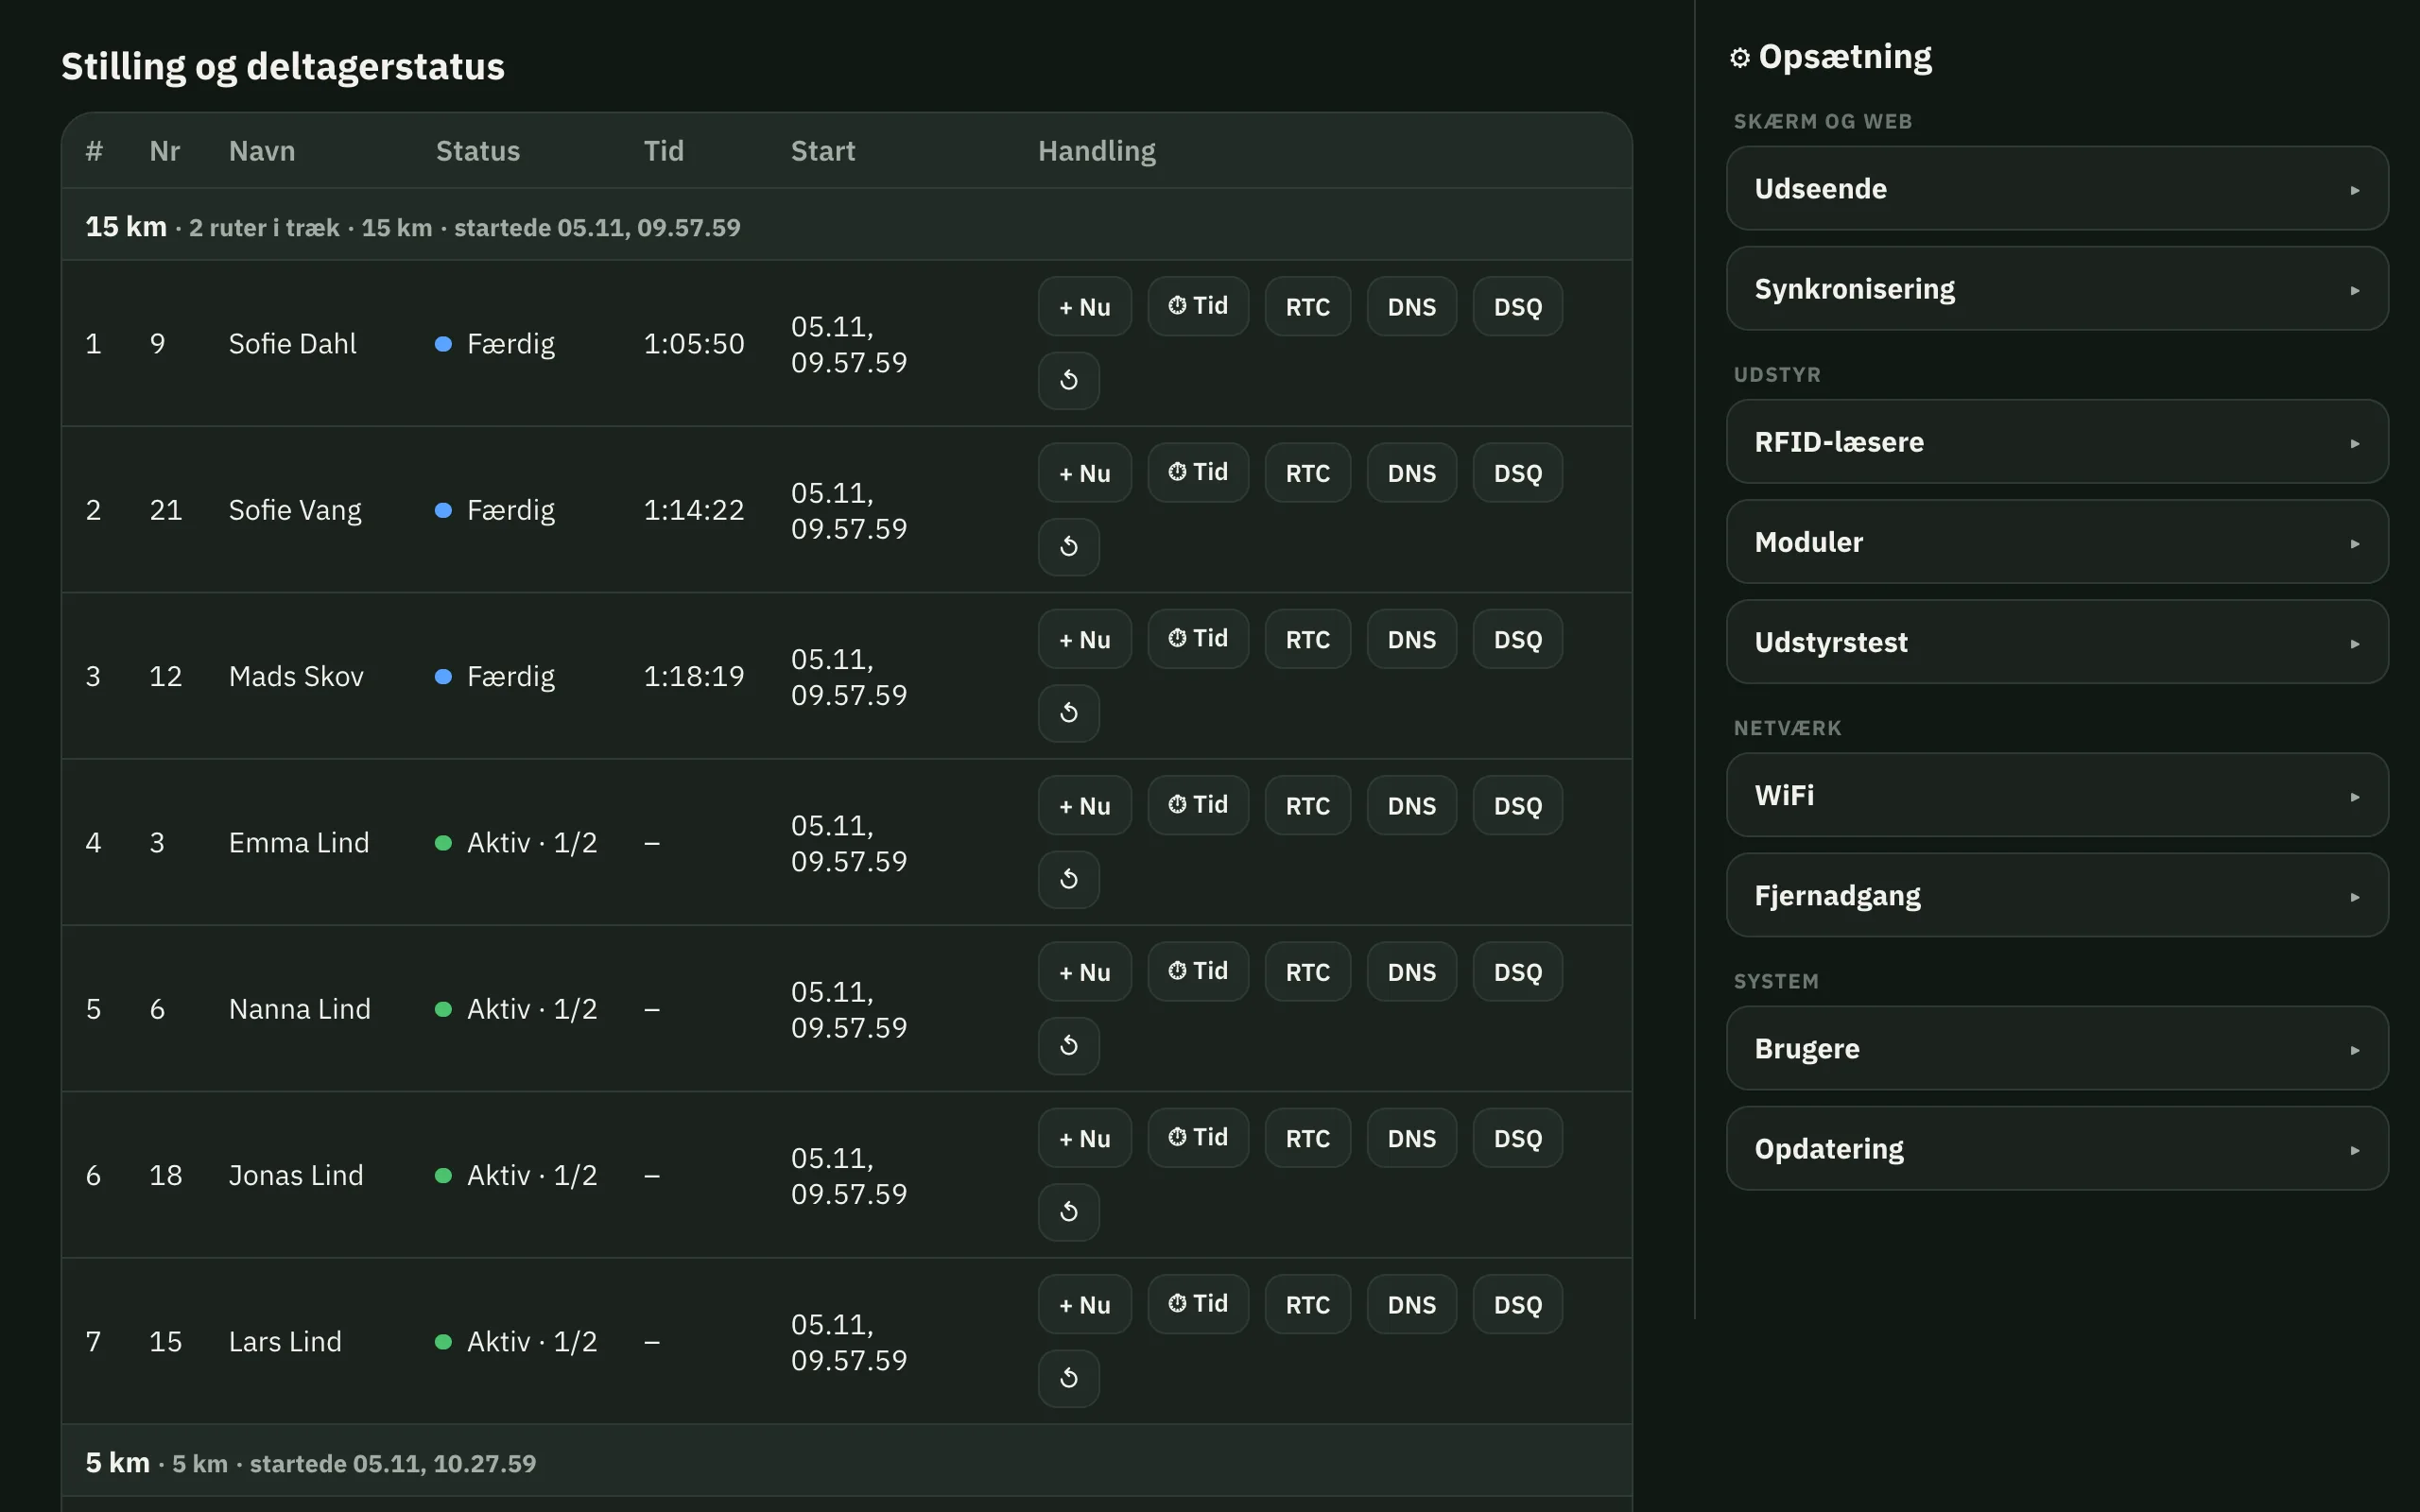 Stilling og deltagerstatus
# Nr Navn Status Tid Start Handling
15 km · 2 ruter i træk · 15 km · startede 05.11, 09.57.59
1 9 Sofie Dahl Færdig 1:05:50 05.11, 09.57.59 + Nu ⏱ Tid RTC DNS DSQ
↺
2 21 Sofie Vang Færdig 1:14:22 05.11, 09.57.59 + Nu ⏱ Tid RTC DNS DSQ
↺
3 12 Mads Skov Færdig 1:18:19 05.11, 09.57.59 + Nu ⏱ Tid RTC DNS DSQ
↺
4 3 Emma Lind Aktiv · 1/2 – 05.11, 09.57.59 + Nu ⏱ Tid RTC DNS DSQ
↺
5 6 Nanna Lind Aktiv · 1/2 – 05.11, 09.57.59 + Nu ⏱ Tid RTC DNS DSQ
↺
6 18 Jonas Lind Aktiv · 1/2 – 05.11, 09.57.59 + Nu ⏱ Tid RTC DNS DSQ
↺
7 15 Lars Lind Aktiv · 1/2 – 05.11, 09.57.59 + Nu ⏱ Tid RTC DNS DSQ
↺
5 km · 5 km · startede 05.11, 10.27.59
⚙ Opsætning
SKÆRM OG WEB
Udseende ▸
Synkronisering ▸
UDSTYR
RFID-læsere ▸
Moduler ▸
Udstyrstest ▸
NETVÆRK
WiFi ▸
Fjernadgang ▸
SYSTEM
Brugere ▸
Opdatering ▸